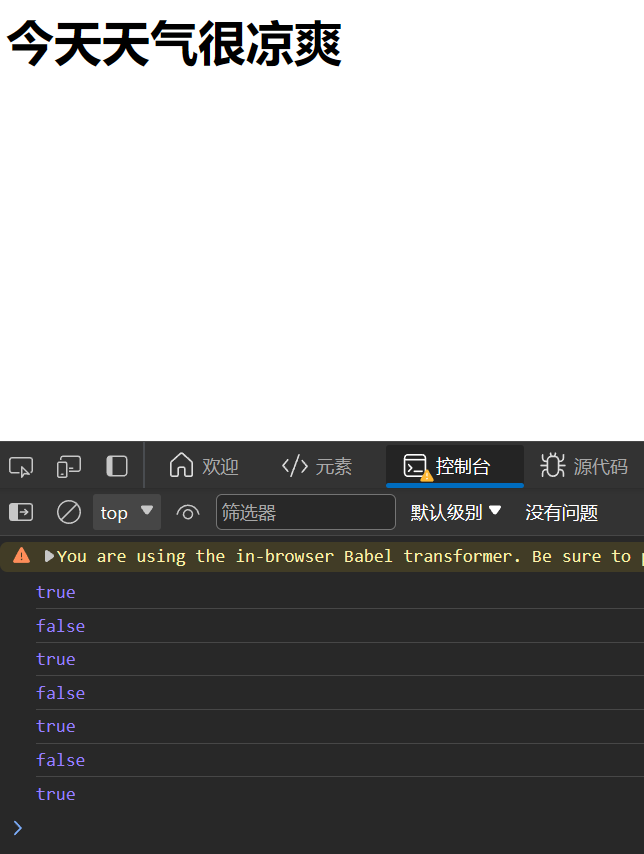 今天天气很凉爽
欢迎 元素 控制台 源代码
top 筛选器 默认级别 没有问题
You are using the in-browser Babel transformer. Be sure to
true
false
true
false
true
false
true